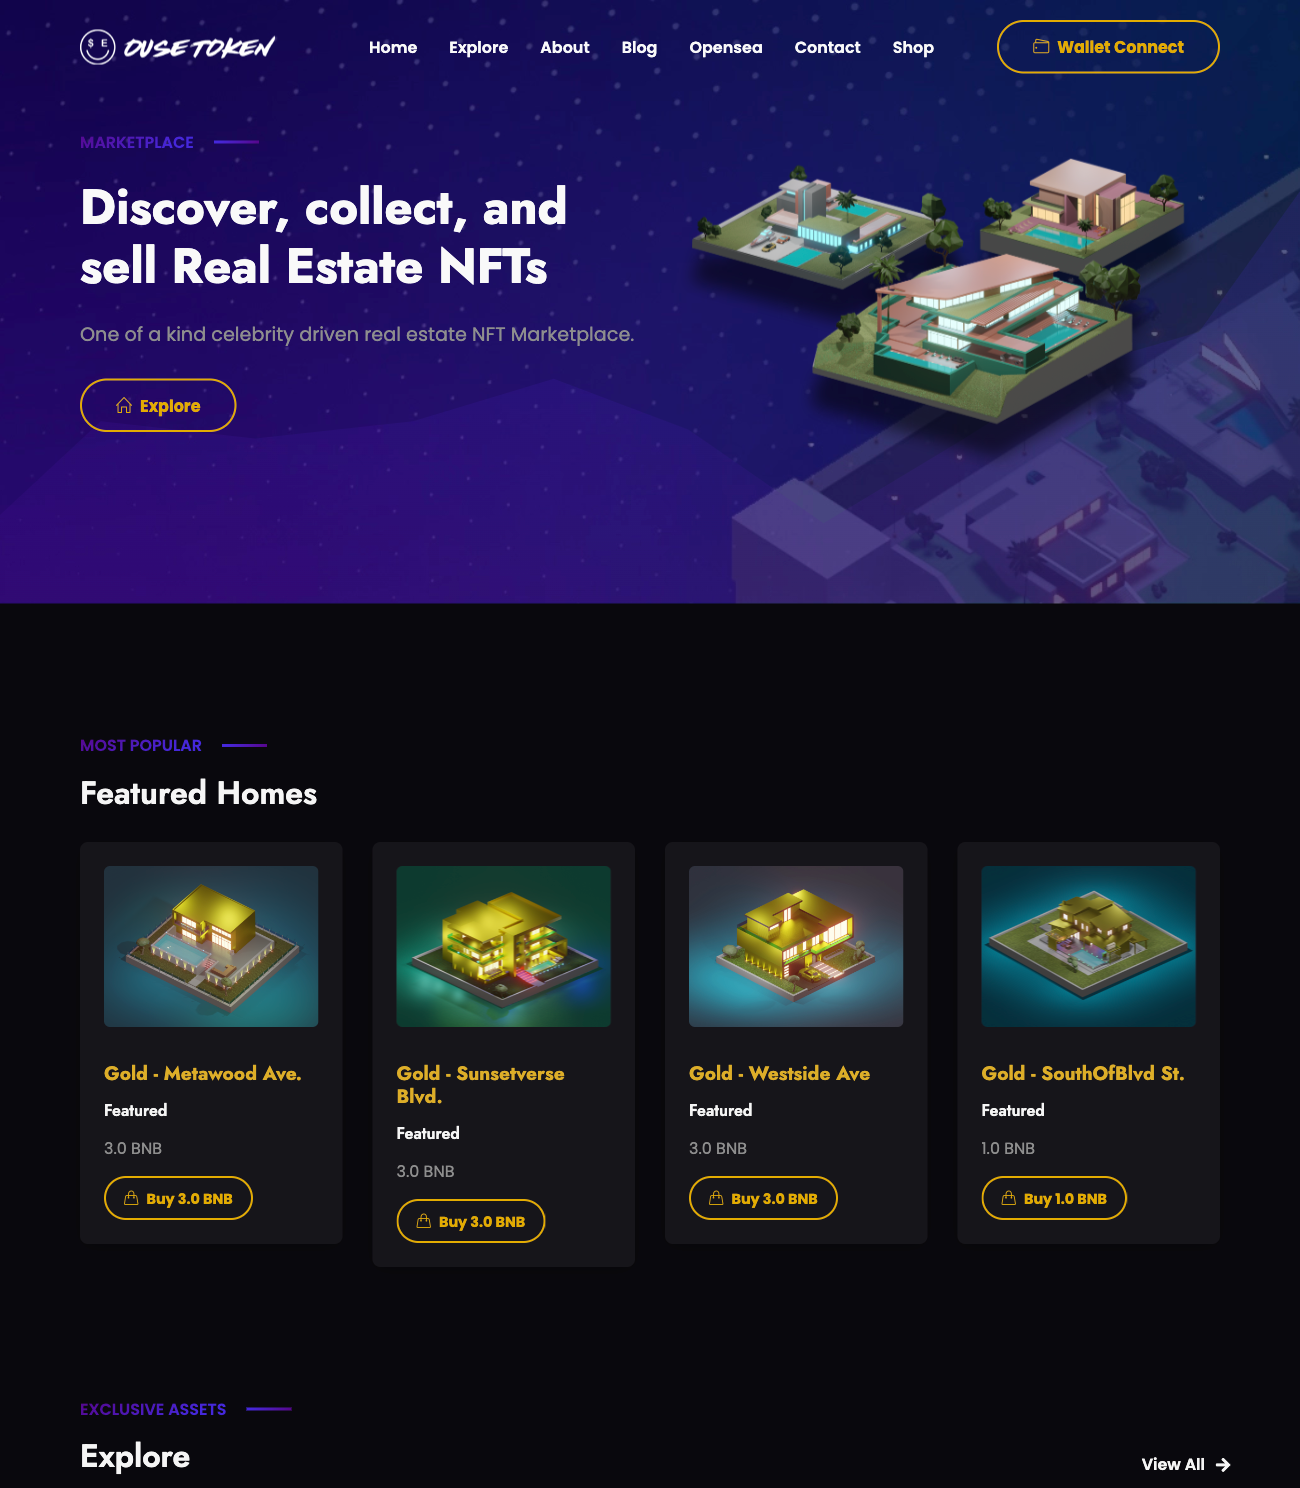 $ E OUSE TOKEN
Home Explore About Blog Opensea Contact Shop
Wallet Connect
MARKETPLACE
Discover, collect, and
sell Real Estate NFTs
One of a kind celebrity driven real estate NFT Marketplace.
Explore
MOST POPULAR
Featured Homes
Gold - Metawood Ave.
Featured
3.0 BNB
Buy 3.0 BNB
Gold - Sunsetverse
Blvd.
Featured
3.0 BNB
Buy 3.0 BNB
Gold - Westside Ave
Featured
3.0 BNB
Buy 3.0 BNB
Gold - SouthOfBlvd St.
Featured
1.0 BNB
Buy 1.0 BNB
EXCLUSIVE ASSETS
Explore
View All